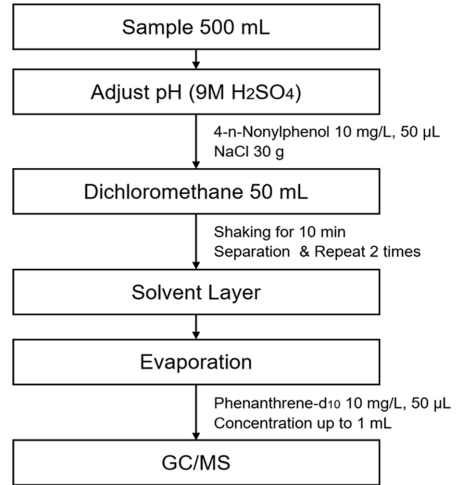 Sample 500 mL
Adjust pH (9M H2SO4)
4-n-Nonylphenol 10 mg/L, 50 µL
NaCl 30 g
Dichloromethane 50 mL
Shaking for 10 min
Separation & Repeat 2 times
Solvent Layer
Evaporation
Phenanthrene-d10 10 mg/L, 50 µL
Concentration up to 1 mL
GC/MS